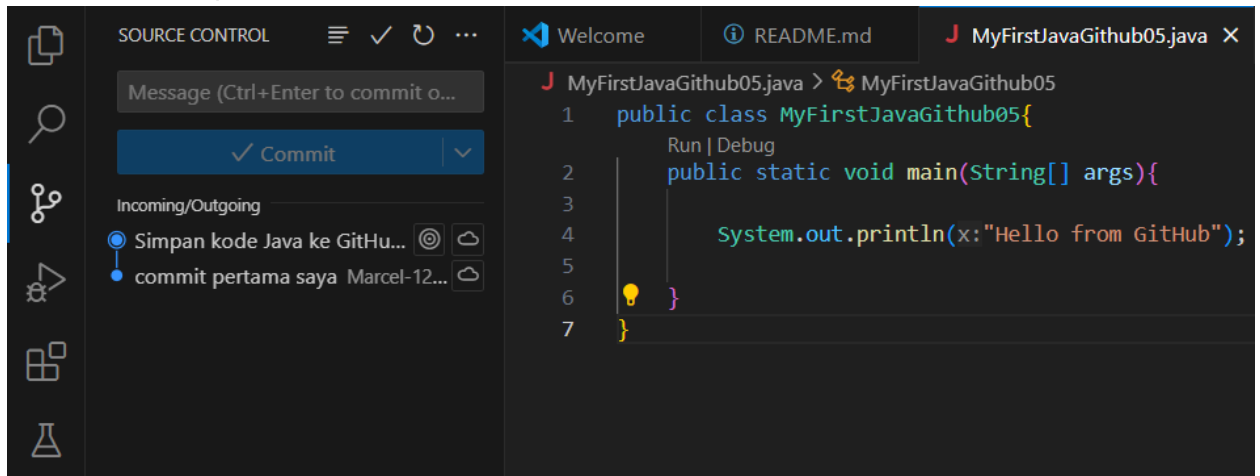 SOURCE CONTROL
Message (Ctrl+Enter to commit o...
Commit
Incoming/Outgoing
Simpan kode Java ke GitHu...
commit pertama saya Marcel-12...
Welcome README.md J MyFirstJavaGithub05.java
J MyFirstJavaGithub05.java > MyFirstJavaGithub05
1 public class MyFirstJavaGithub05{
Run | Debug
2 public static void main(String[] args){
3
4 System.out.println(x:"Hello from GitHub");
5
6 }
7 }